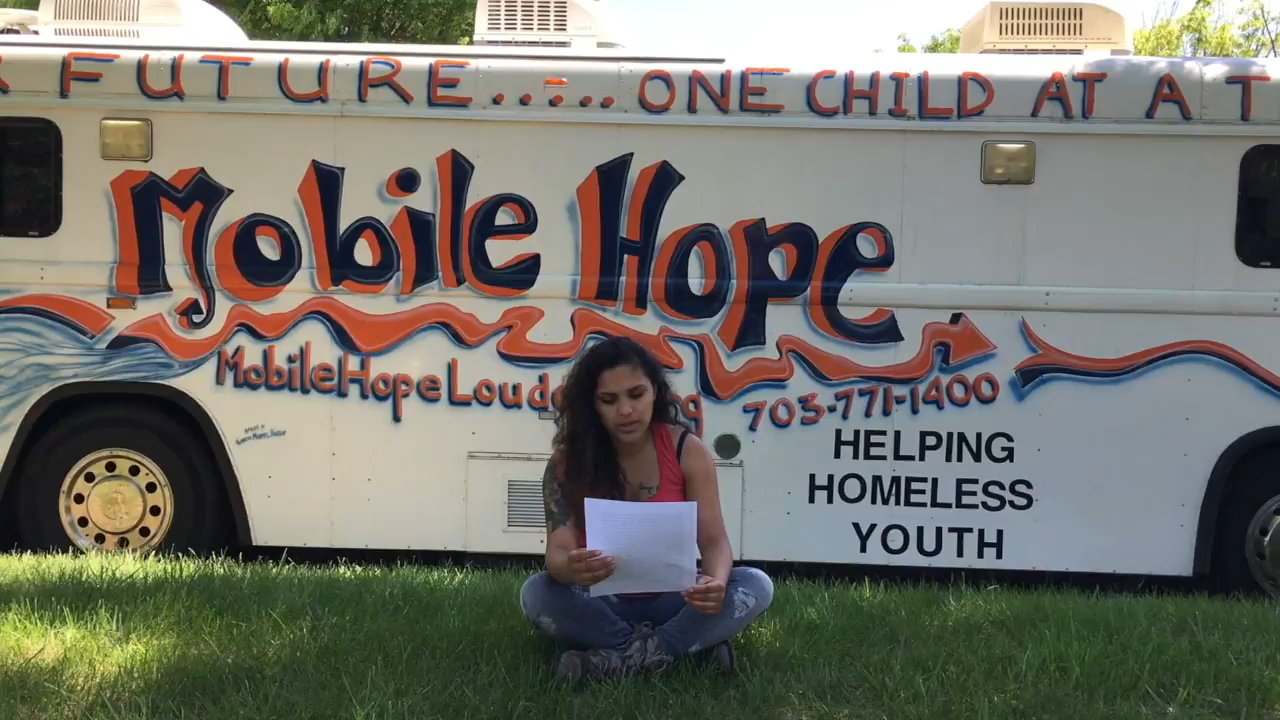 FUTURE.....ONE CHILD AT A T
Mobile Hope
MobileHopeLoud
703-771-1400
HELPING
HOMELESS
YOUTH